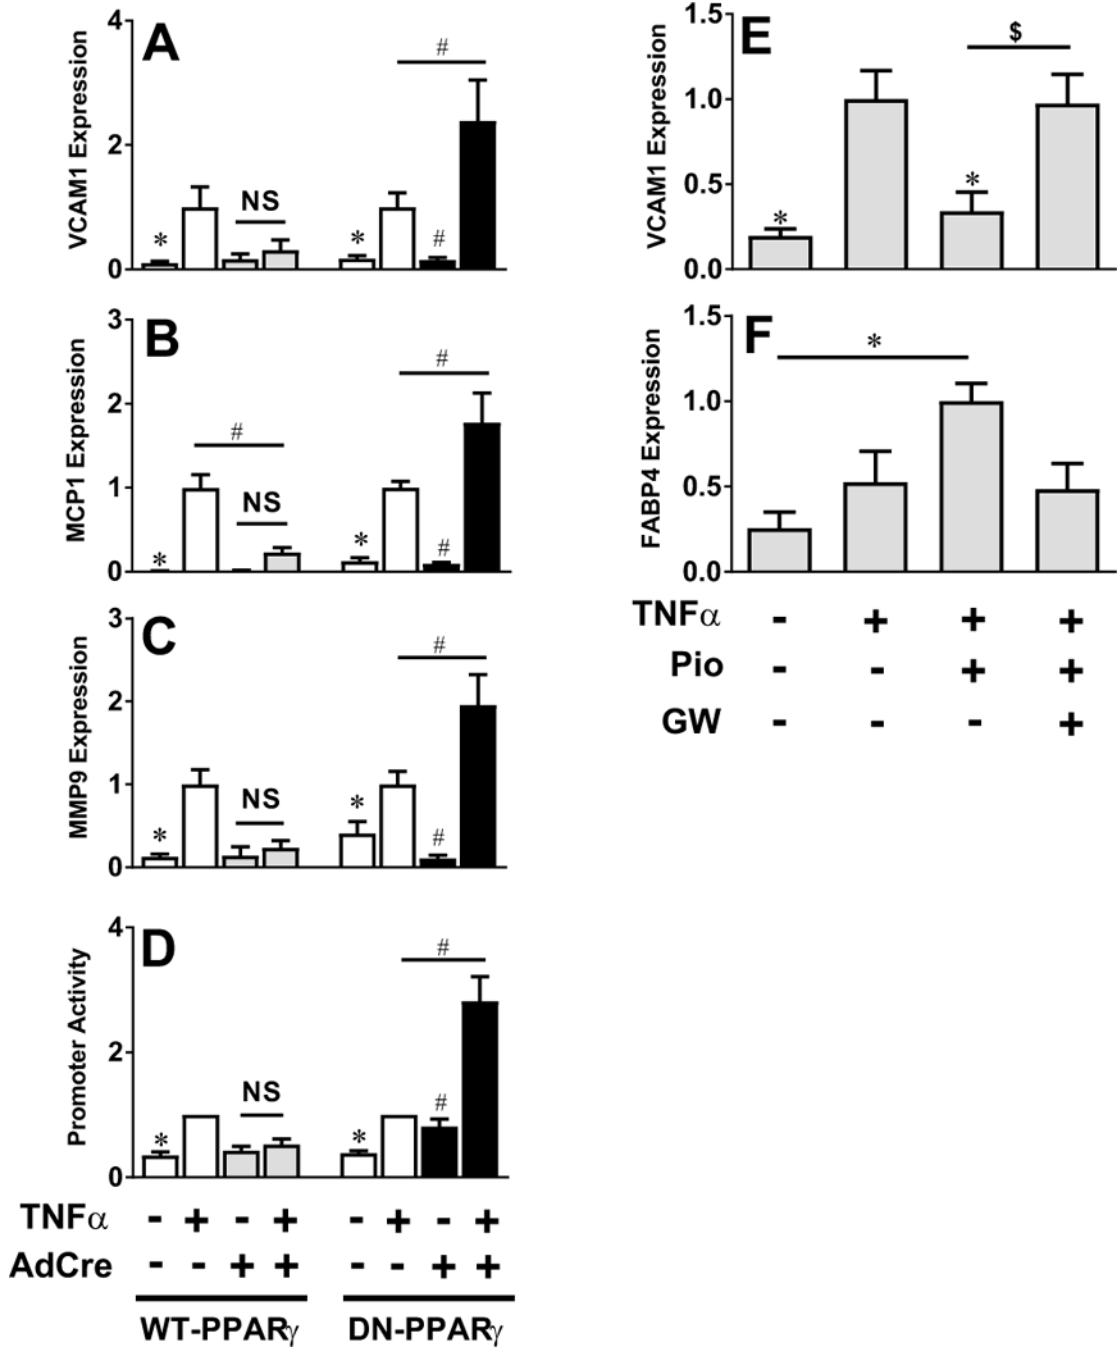 A
VCAM1 Expression
4
2
0
*
NS
*
#
#
B
MCP1 Expression
3
2
1
0
*
#
NS
*
#
#
C
MMP9 Expression
3
2
1
0
*
NS
*
#
#
D
Promoter Activity
4
2
0
*
NS
*
#
#
TNFα - + - + - + - +
AdCre - - + + - - + +
WT-PPARγ DN-PPARγ
E
VCAM1 Expression
1.5
1.0
0.5
0.0
*
*
$
F
FABP4 Expression
1.5
1.0
0.5
0.0
*
TNFα - + + +
Pio - - + +
GW - - - +